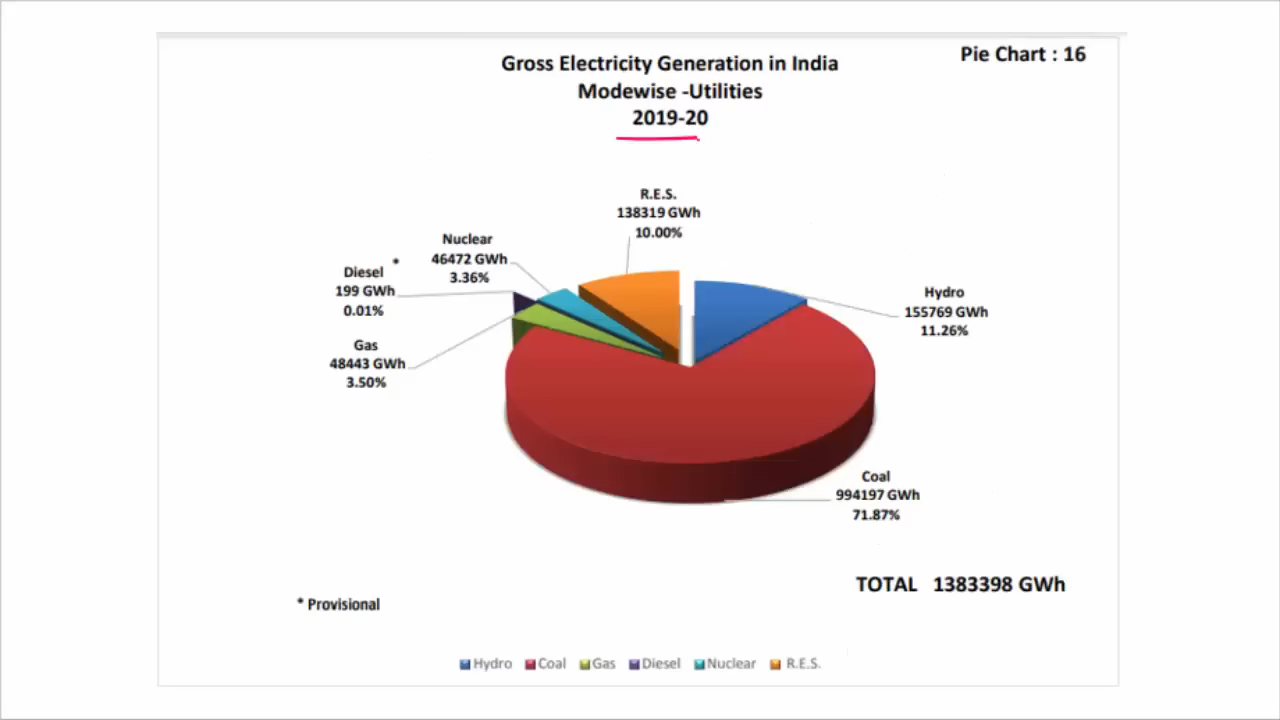 Pie Chart : 16
Gross Electricity Generation in India
Modewise -Utilities
2019-20
R.E.S.
138319 GWh
10.00%
Nuclear
46472 GWh
3.36%
*
Diesel
199 GWh
0.01%
Hydro
155769 GWh
11.26%
Gas
48443 GWh
3.50%
Coal
994197 GWh
71.87%
TOTAL 1383398 GWh
* Provisional
Hydro Coal Gas Diesel Nuclear R.E.S.